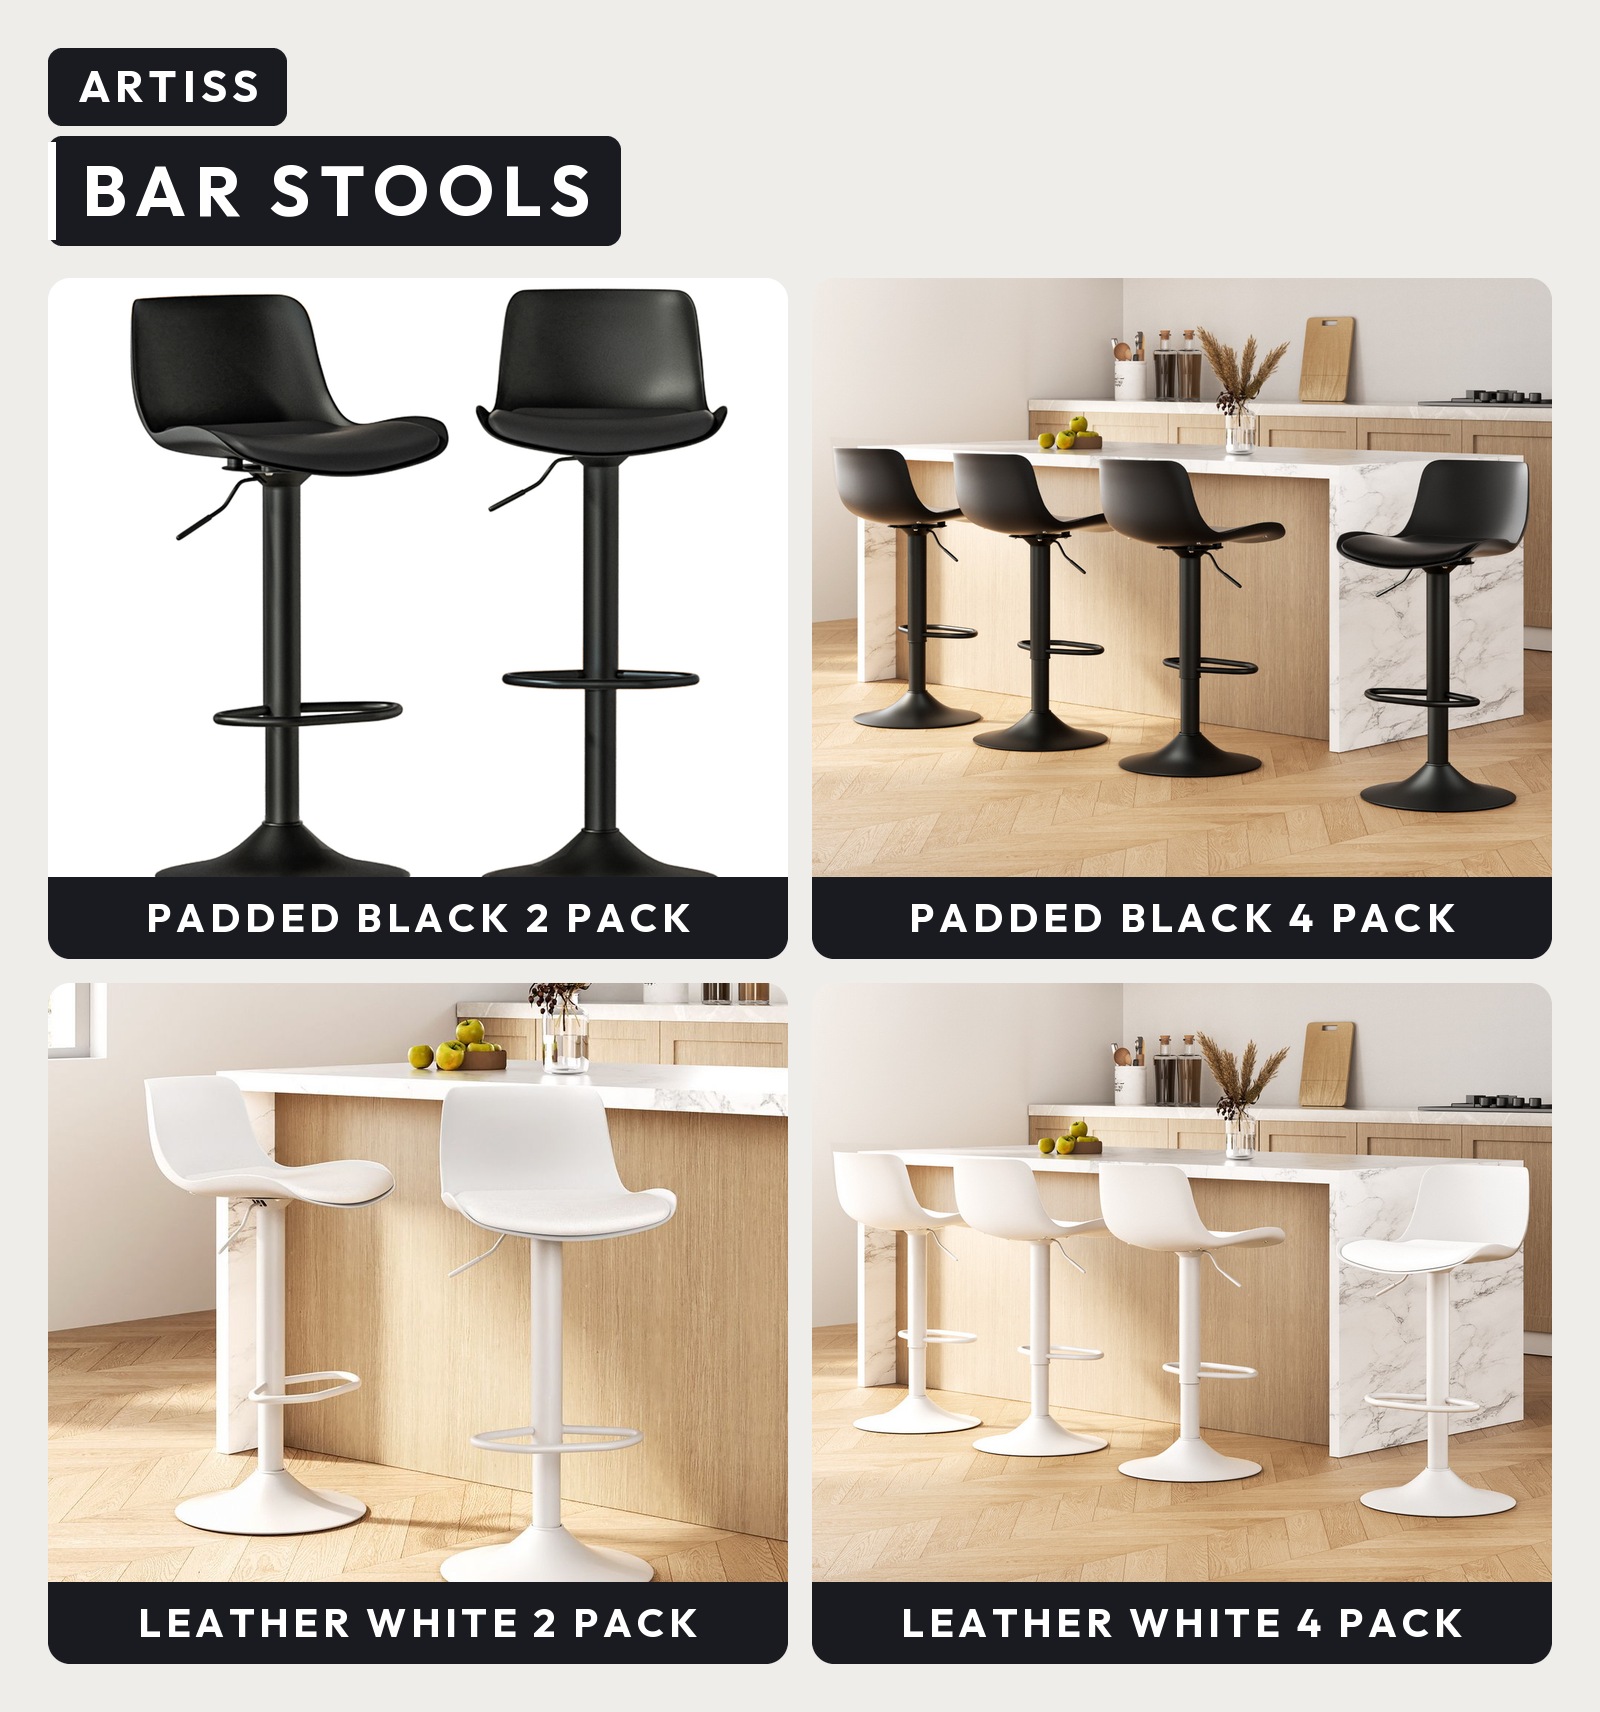 ARTISS
BAR STOOLS
PADDED BLACK 2 PACK
PADDED BLACK 4 PACK
LEATHER WHITE 2 PACK
LEATHER WHITE 4 PACK